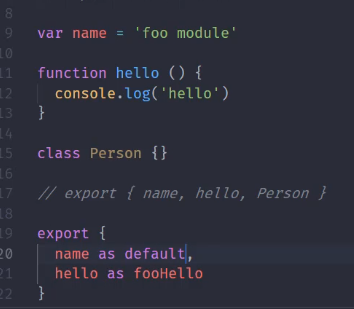 8
9 var name = 'foo module'
10
11 function hello () {
12 console.log('hello')
13 }
14
15 class Person {}
16
17 // export { name, hello, Person }
18
19 export {
20 name as default,
21 hello as fooHello
22 }